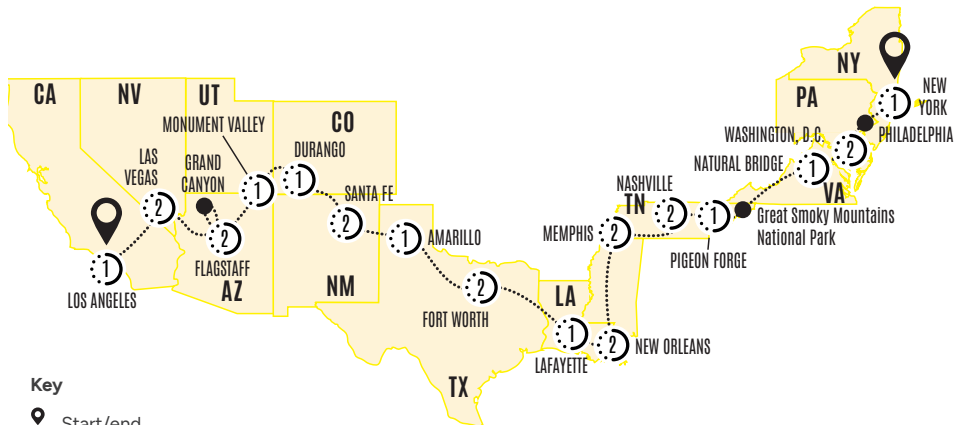 CA
NV
UT
MONUMENT VALLEY
CO
DURANGO
LAS
VEGAS
GRAND
CANYON
SANTA FE
1
2
2
1
1
2
1
AMARILLO
LOS ANGELES
FLAGSTAFF
AZ
NM
2
FORT WORTH
TX
LA
1
LAFAYETTE
2
NEW ORLEANS
MEMPHIS
2
NASHVILLE
TN
2
1
PIGEON FORGE
Great Smoky Mountains
National Park
NATURAL BRIDGE
1
VA
WASHINGTON, D.C.
2
PA
NY
PHILADELPHIA
1
NEW
YORK
Key
Start/end